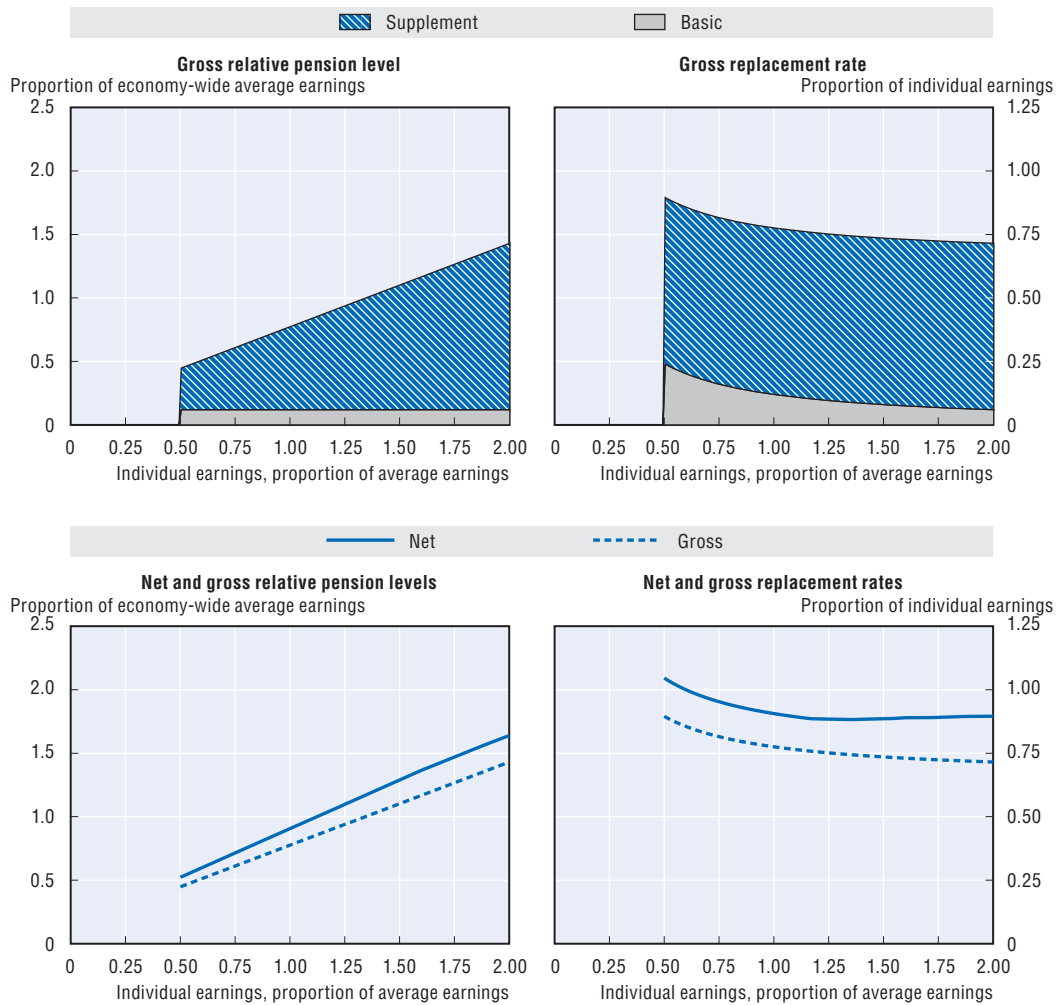 Supplement Basic
Gross relative pension level
Proportion of economy-wide average earnings
2.5
2.0
1.5
1.0
0.5
0
0 0.25 0.50 0.75 1.00 1.25 1.50 1.75 2.00
Individual earnings, proportion of average earnings
Gross replacement rate
Proportion of individual earnings
1.25
1.00
0.75
0.50
0.25
0
0 0.25 0.50 0.75 1.00 1.25 1.50 1.75 2.00
Individual earnings, proportion of average earnings
Net Gross
Net and gross relative pension levels
Proportion of economy-wide average earnings
2.5
2.0
1.5
1.0
0.5
0
0 0.25 0.50 0.75 1.00 1.25 1.50 1.75 2.00
Individual earnings, proportion of average earnings
Net and gross replacement rates
Proportion of individual earnings
1.25
1.00
0.75
0.50
0.25
0
0 0.25 0.50 0.75 1.00 1.25 1.50 1.75 2.00
Individual earnings, proportion of average earnings